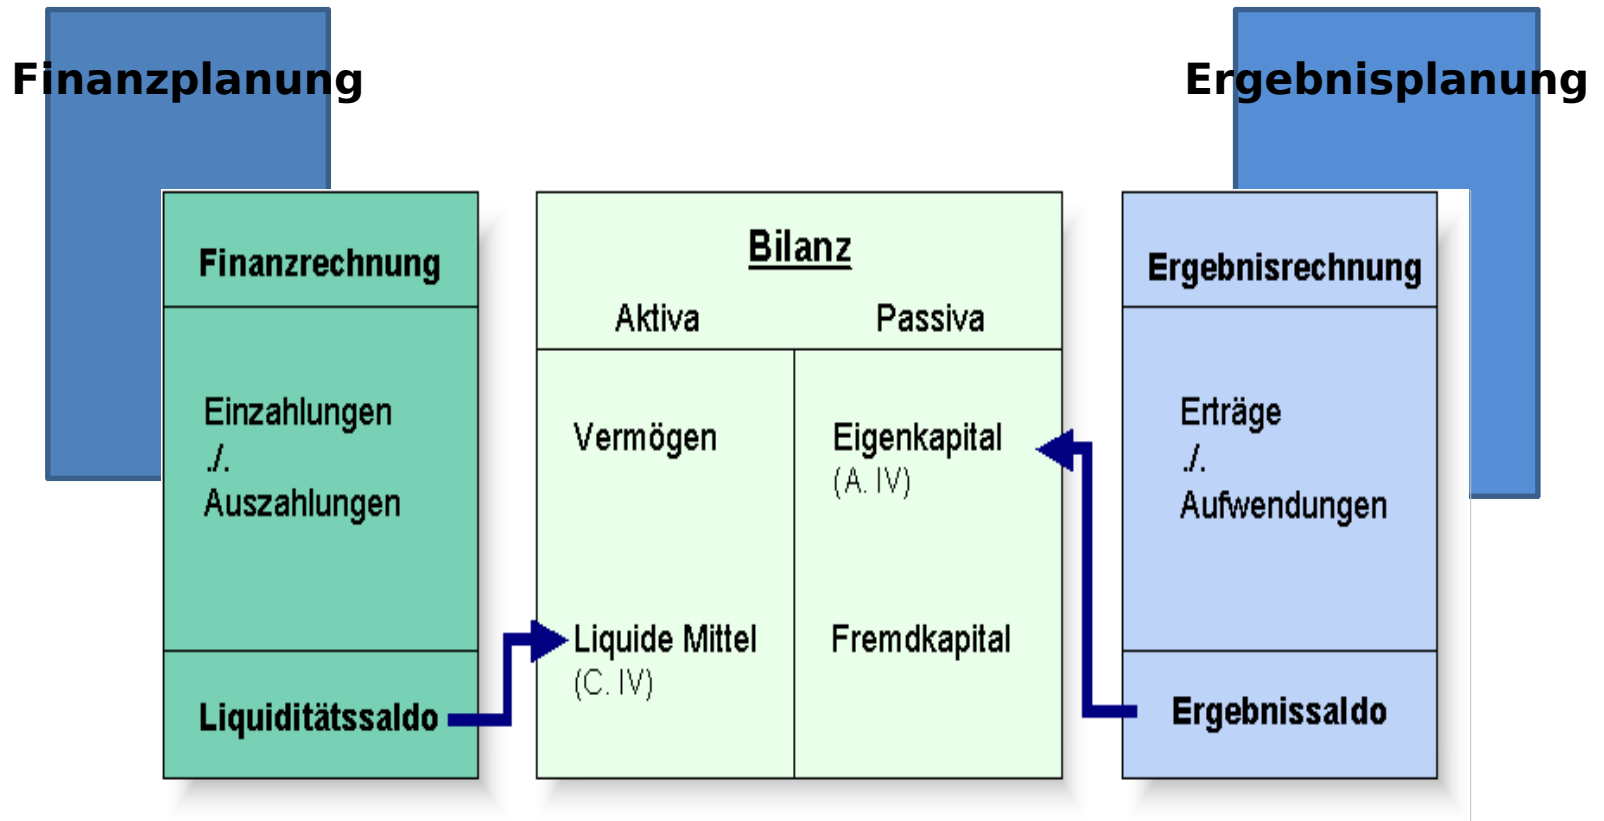 Finanzplanung
Ergebnisplanung
Finanzrechnung
Einzahlungen
./.
Auszahlungen
Liquiditätssaldo
Bilanz
Aktiva
Passiva
Vermögen
Eigenkapital
(A. IV)
Liquide Mittel
(C. IV)
Fremdkapital
Ergebnisrechnung
Erträge
./.
Aufwendungen
Ergebnissaldo